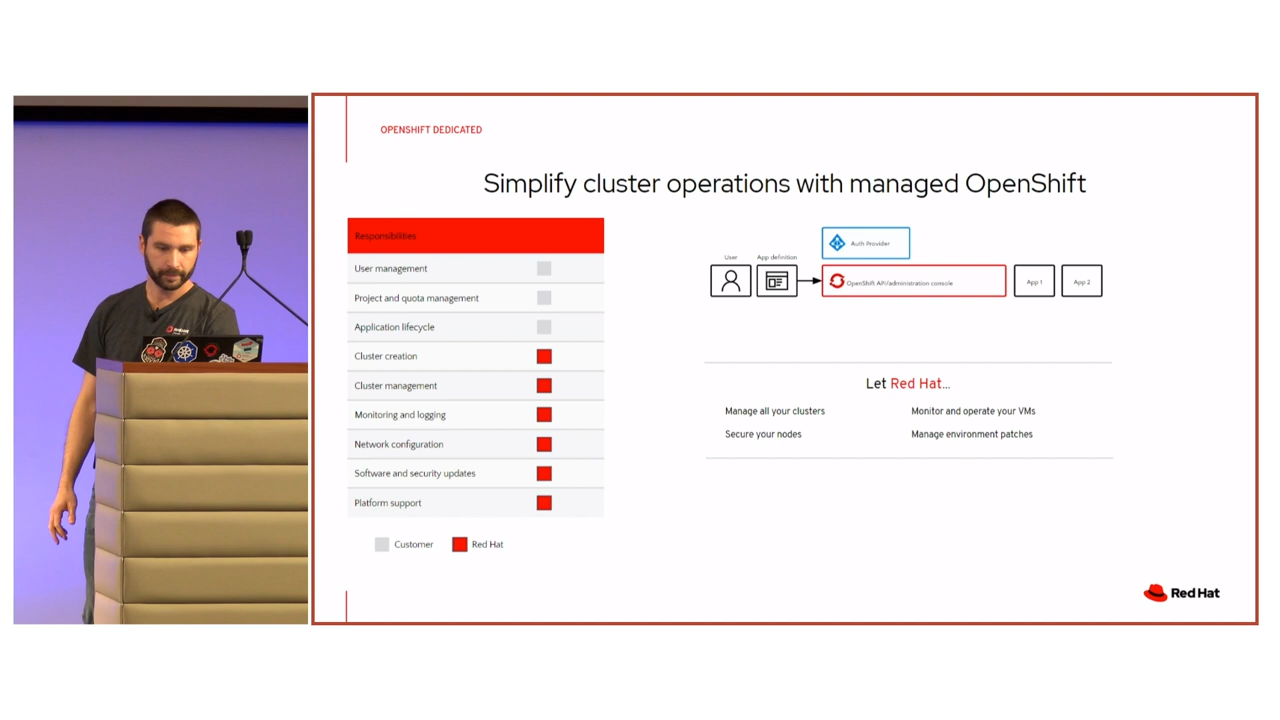 OPENSHIFT DEDICATED
Simplify cluster operations with managed OpenShift
Responsibilities
User management
Project and quota management
Application lifecycle
Cluster creation
Cluster management
Monitoring and logging
Network configuration
Software and security updates
Platform support
Customer
Red Hat
Auth Provider
User
App definition
OpenShift API/administration console
App 1
App 2
Let Red Hat...
Manage all your clusters
Monitor and operate your VMs
Secure your nodes
Manage environment patches
Red Hat